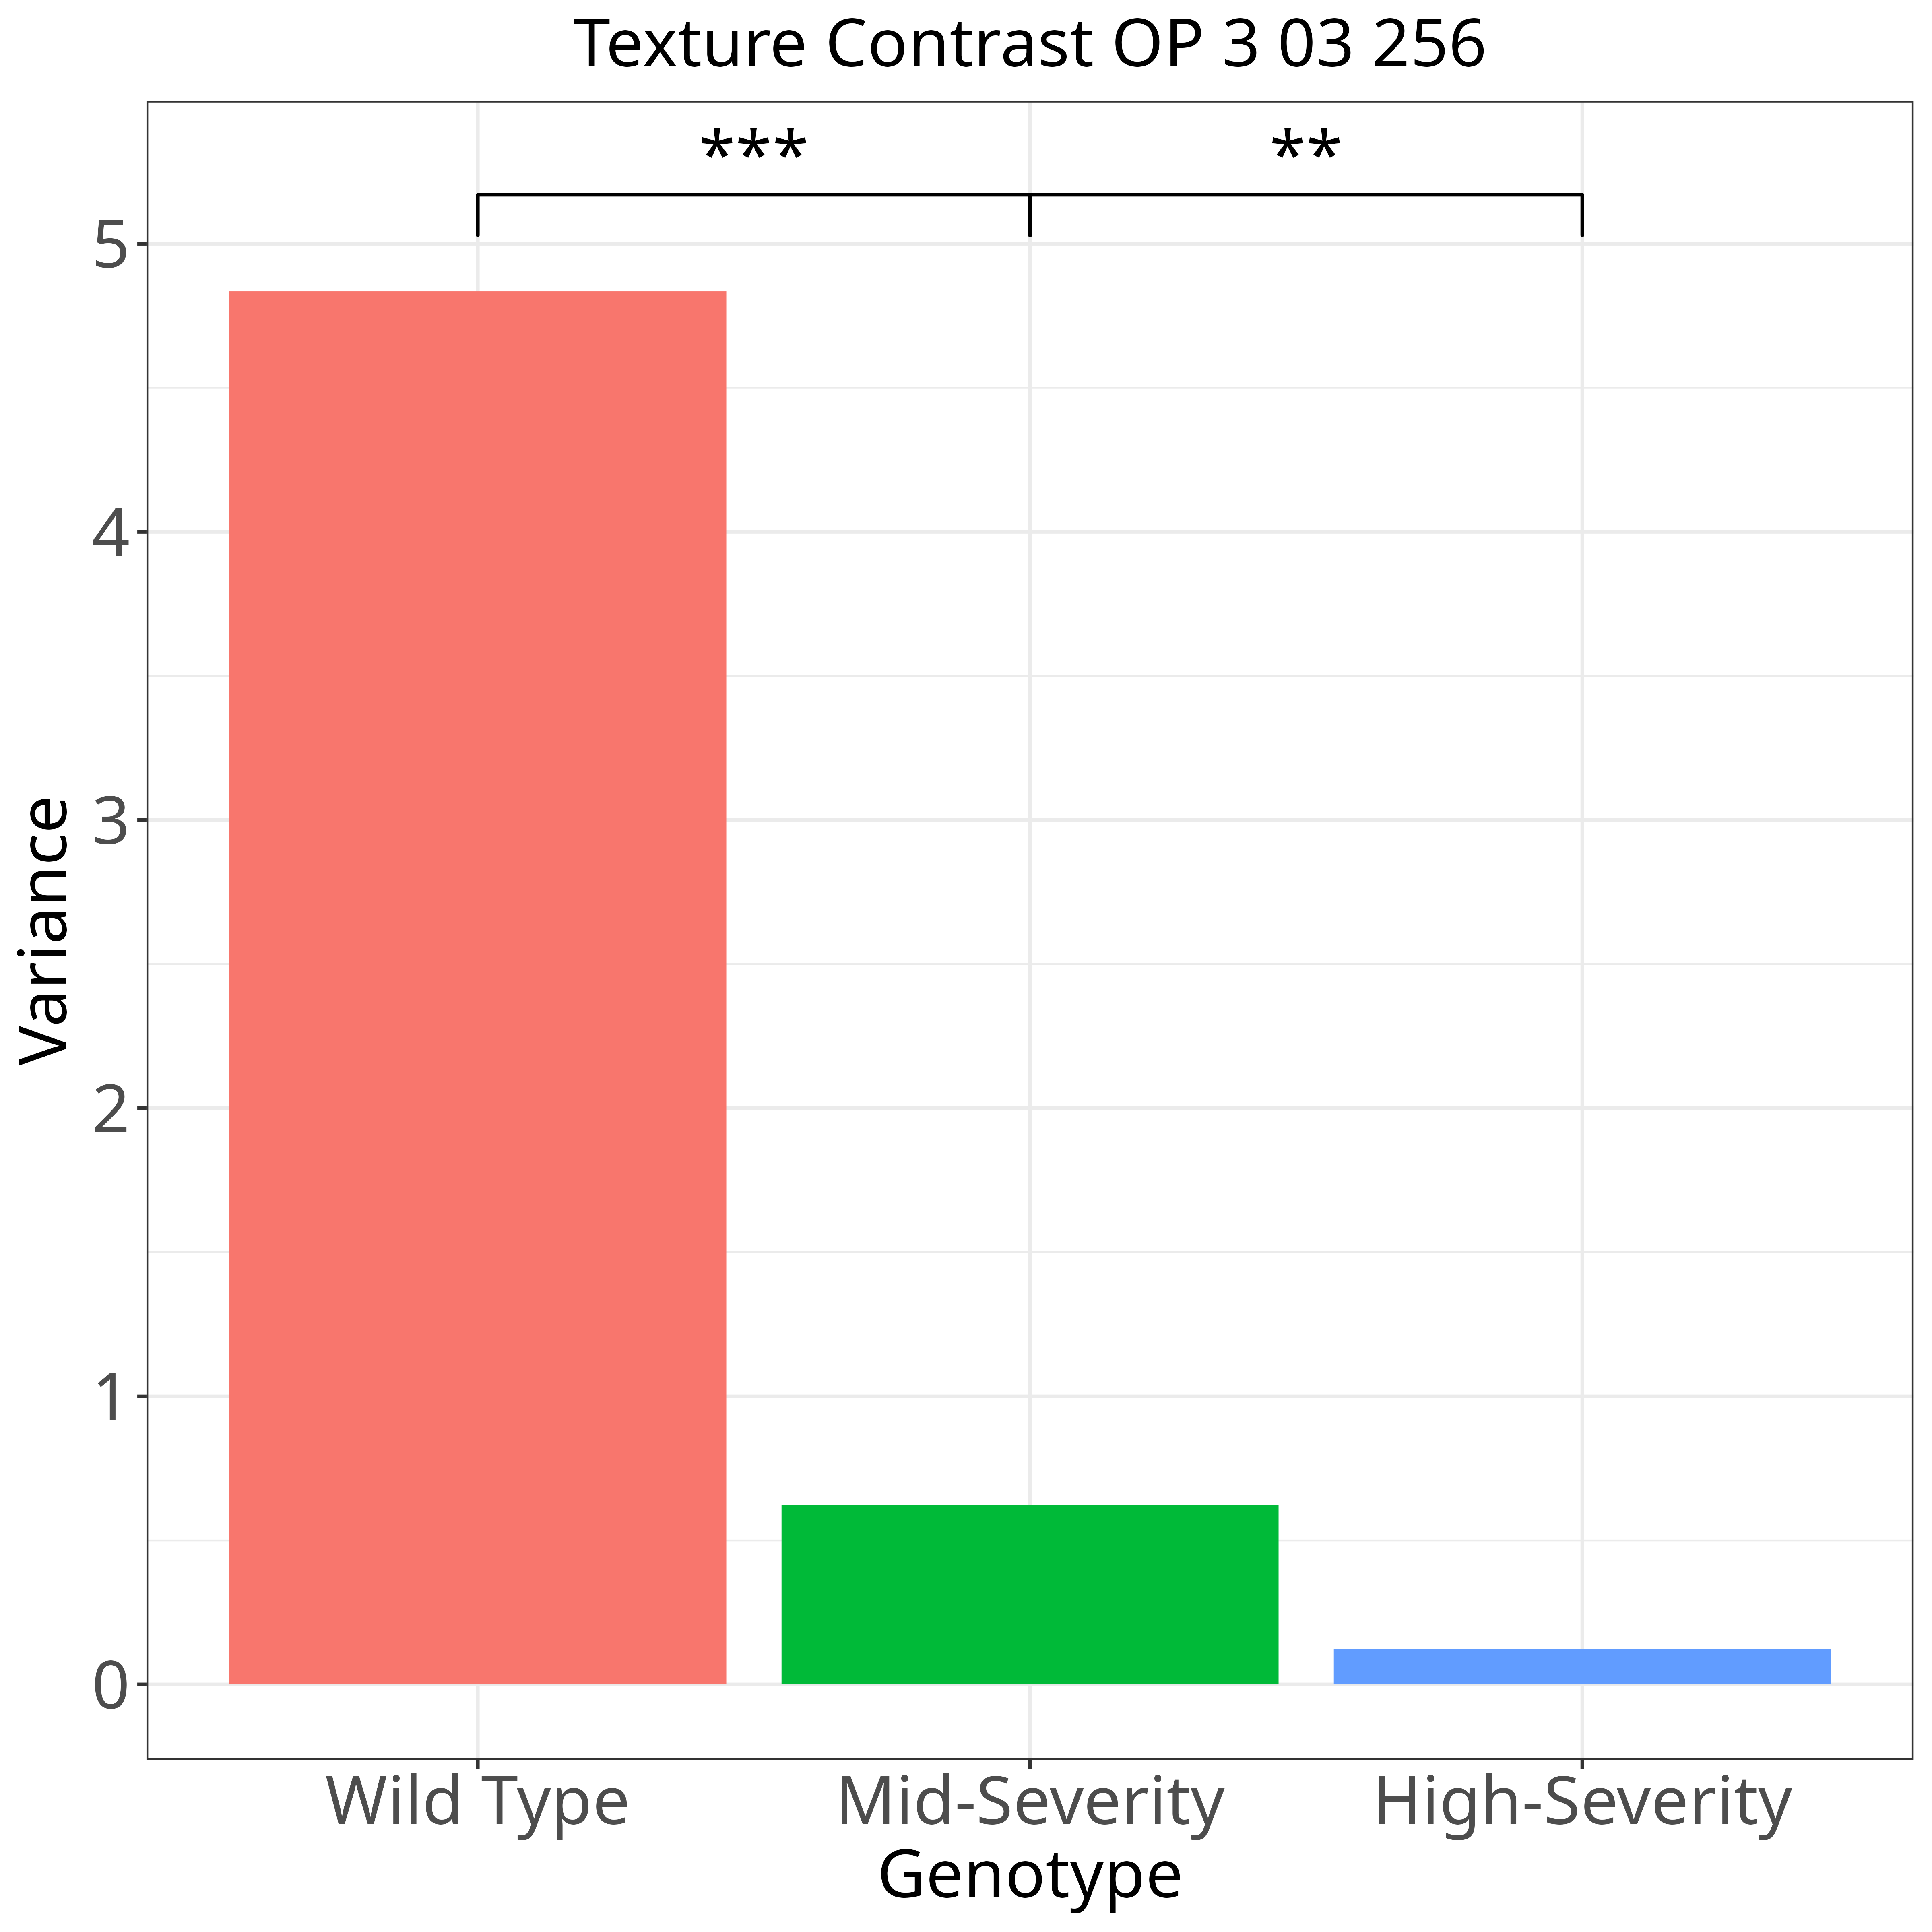 Texture Contrast OP 3 03 256
*** **
5
4
3
2
1
0
Variance
Wild Type Mid-Severity High-Severity
Genotype